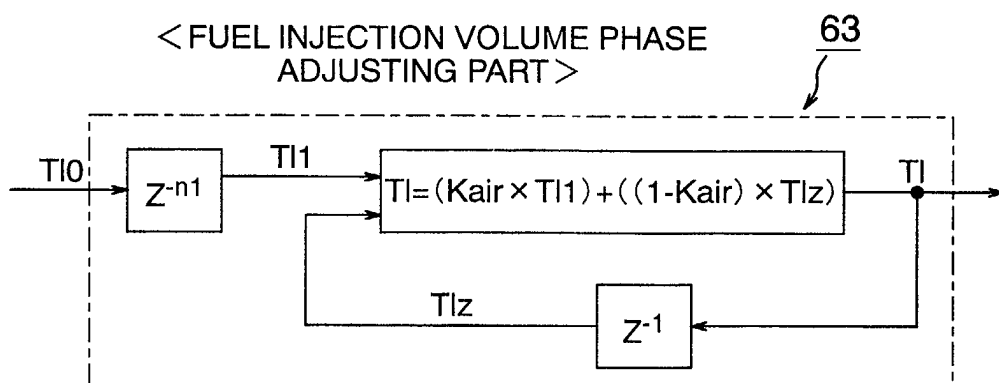 63
<FUEL INJECTION VOLUME PHASE
ADJUSTING PART>
TI0
Z-n1
TI1
TI=(Kair×TI1)+((1-Kair)×TIz)
TI
TIz
Z-1